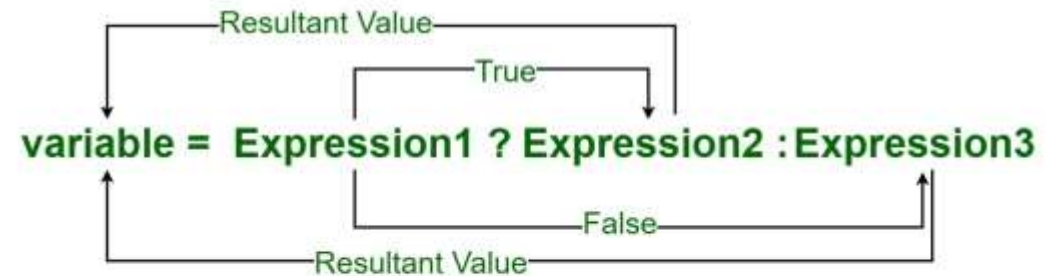 Resultant Value
True
variable = Expression1 ? Expression2 : Expression3
False
Resultant Value